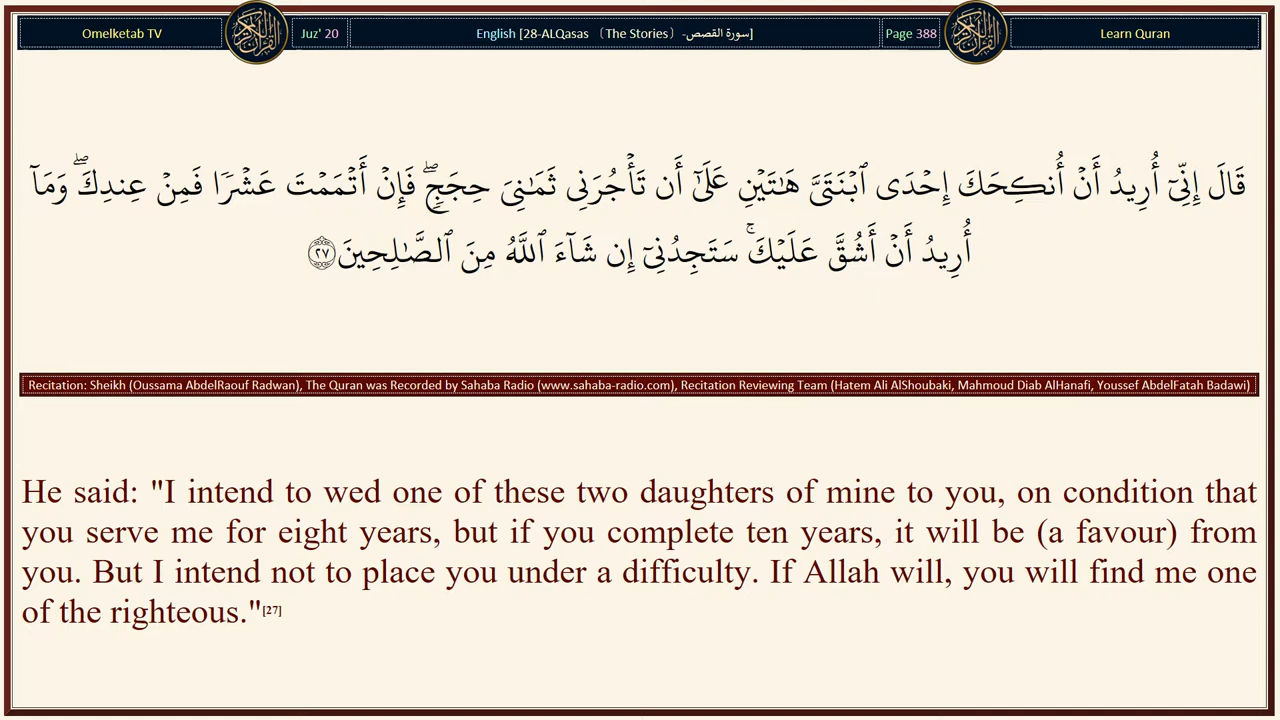 Omelketab TV
Juz' 20
English [28-ALQasas （The Stories） -سورة القصص]
Page 388
Learn Quran
قَالَ إِنِّىٓ أُرِيدُ أَنۡ أُنكِحَكَ إِحۡدَى ٱبۡنَتَىَّ هَٰتَيۡنِ عَلَىٰٓ أَن تَأۡجُرَنِى ثَمَٰنِىَ حِجَجٖۖ فَإِنۡ أَتۡمَمۡتَ عَشۡرٗا فَمِنۡ عِندِكَۖ وَمَآ
أُرِيدُ أَنۡ أَشُقَّ عَلَيۡكَۚ سَتَجِدُنِىٓ إِن شَآءَ ٱللَّهُ مِنَ ٱلصَّٰلِحِينَ ٢٧
Recitation: Sheikh (Oussama AbdelRaouf Radwan), The Quran was Recorded by Sahaba Radio (www.sahaba-radio.com), Recitation Reviewing Team (Hatem Ali AlShoubaki, Mahmoud Diab AlHanafi, Youssef AbdelFatah Badawi)
He said: "I intend to wed one of these two daughters of mine to you, on condition that
you serve me for eight years, but if you complete ten years, it will be (a favour) from
you. But I intend not to place you under a difficulty. If Allah will, you will find me one
of the righteous."[27]